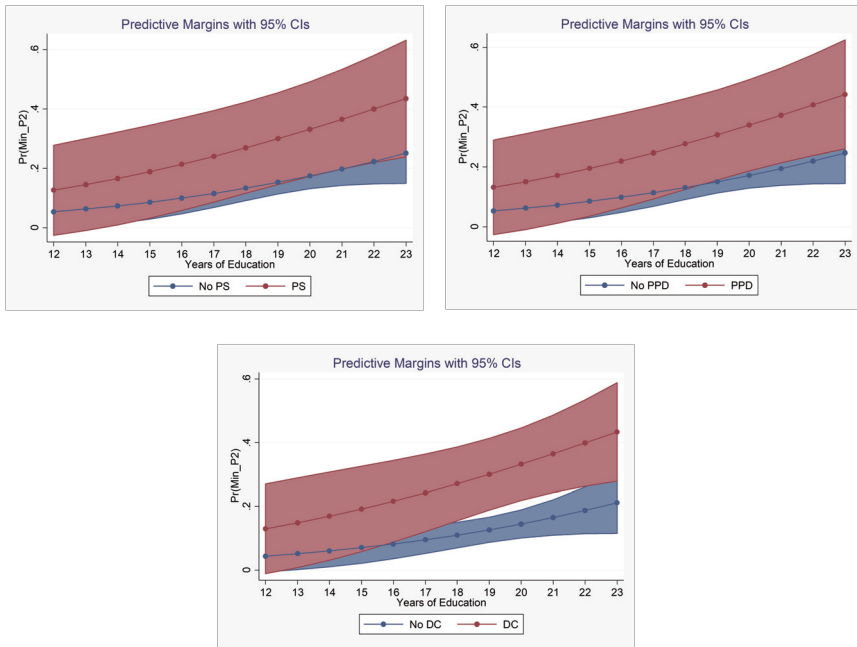 Predictive Margins with 95% CIs
Pr(Min_P2)
.6
.4
.2
0
12 13 14 15 16 17 18 19 20 21 22 23
Years of Education
No PS PS
Predictive Margins with 95% CIs
Pr(Min_P2)
.6
.4
.2
0
12 13 14 15 16 17 18 19 20 21 22 23
Years of Education
No PPD PPD
Predictive Margins with 95% CIs
Pr(Min_P2)
.6
.4
.2
0
12 13 14 15 16 17 18 19 20 21 22 23
Years of Education
No DC DC